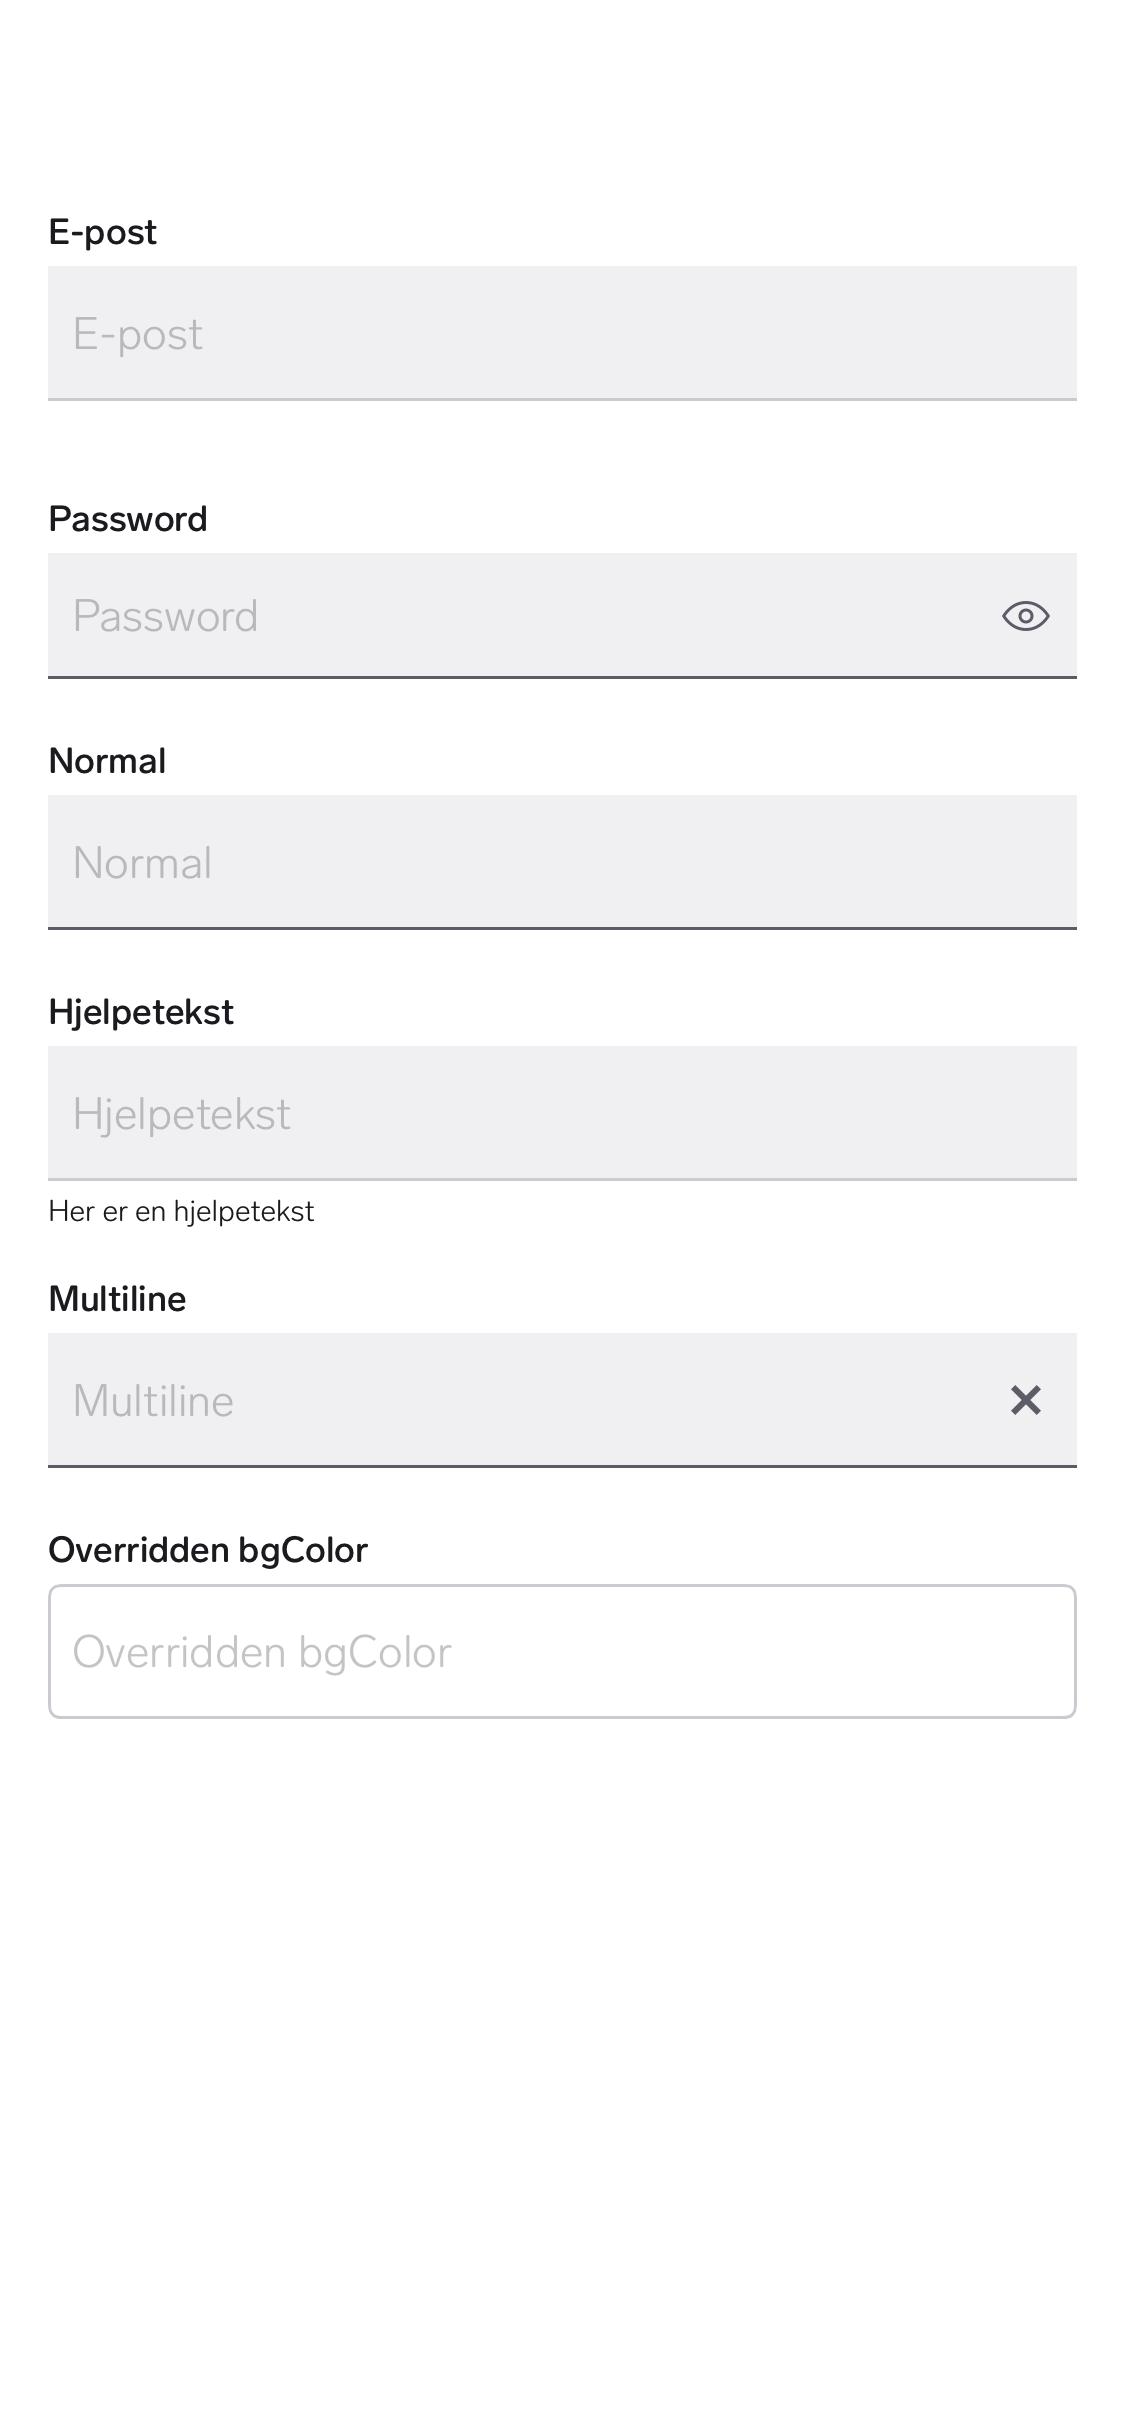 E-post
E-post
Password
Password
Normal
Normal
Hjelpetekst
Hjelpetekst
Her er en hjelpetekst
Multiline
Multiline
Overridden bgColor
Overridden bgColor